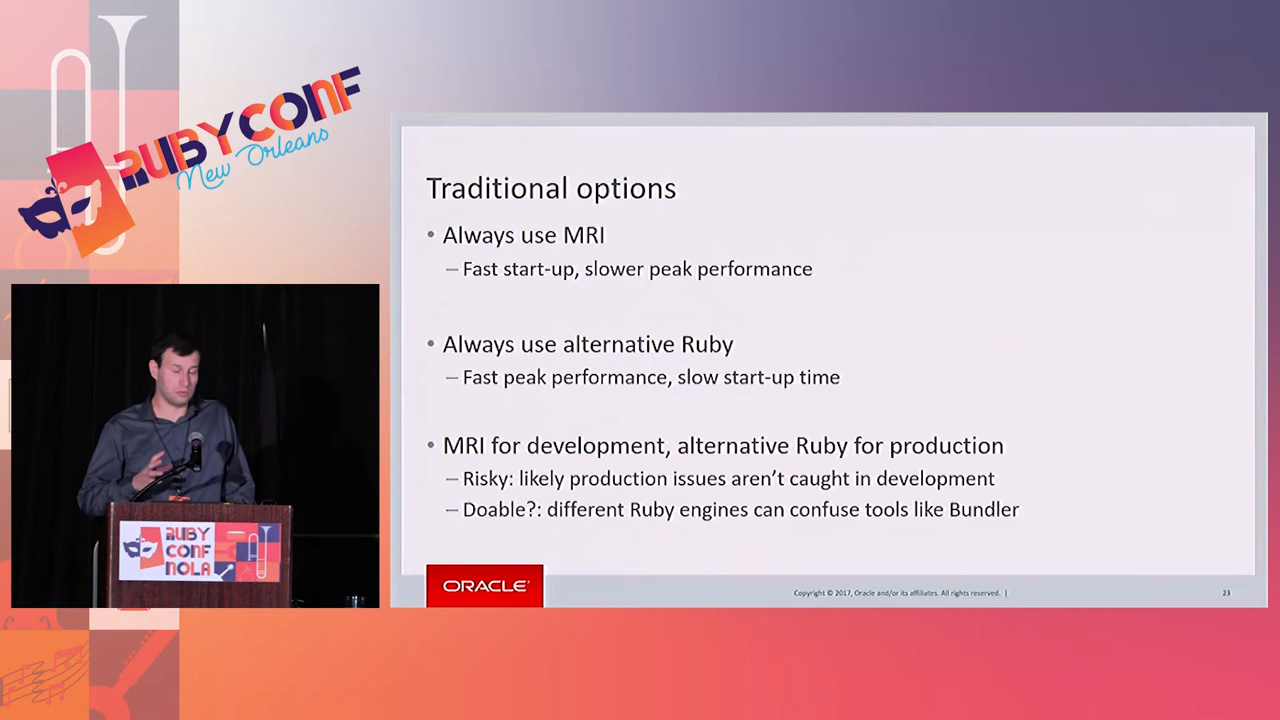 RUBYCONF
New Orleans
Traditional options
• Always use MRI
– Fast start-up, slower peak performance
• Always use alternative Ruby
– Fast peak performance, slow start-up time
• MRI for development, alternative Ruby for production
– Risky: likely production issues aren’t caught in development
– Doable?: different Ruby engines can confuse tools like Bundler
ORACLE
Copyright © 2017, Oracle and/or its affiliates. All rights reserved. |
23
RUBY
CONF
NOLA